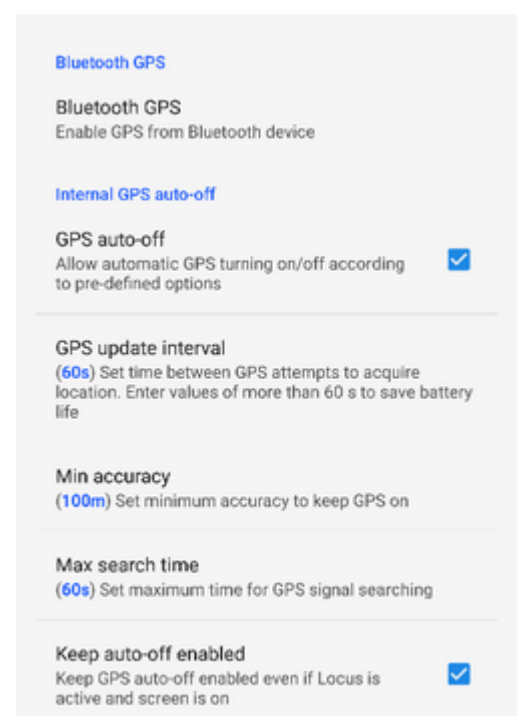 Bluetooth GPS
Bluetooth GPS
Enable GPS from Bluetooth device
Internal GPS auto-off
GPS auto-off
Allow automatic GPS turning on/off according
to pre-defined options
GPS update interval
(60s) Set time between GPS attempts to acquire
location. Enter values of more than 60 s to save battery
life
Min accuracy
(100m) Set minimum accuracy to keep GPS on
Max search time
(60s) Set maximum time for GPS signal searching
Keep auto-off enabled
Keep GPS auto-off enabled even if Locus is
active and screen is on